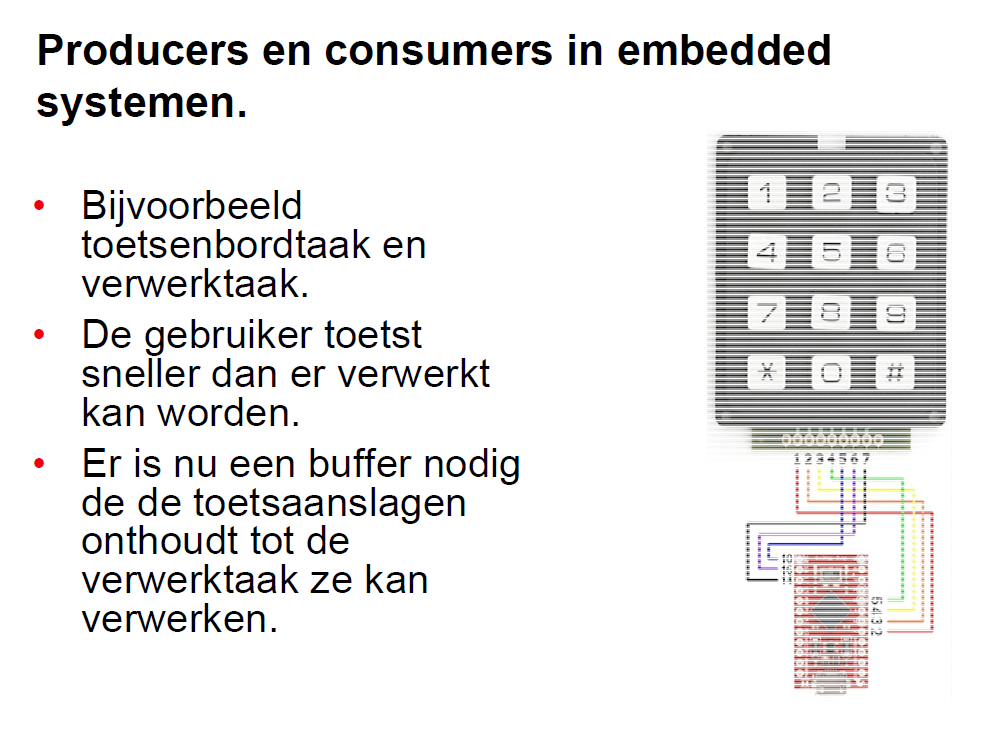 Producers en consumers in embedded
systemen.
• Bijvoorbeeld
toetsenbordtaak en
verwerktaak.
• De gebruiker toetst
sneller dan er verwerkt
kan worden.
• Er is nu een buffer nodig
de de toetsaanslagen
onthoudt tot de
verwerktaak ze kan
verwerken.
1 2 3
4 5 6
7 8 9
* 0 #
1 2 3 4 5 6 7
5 4 3 2